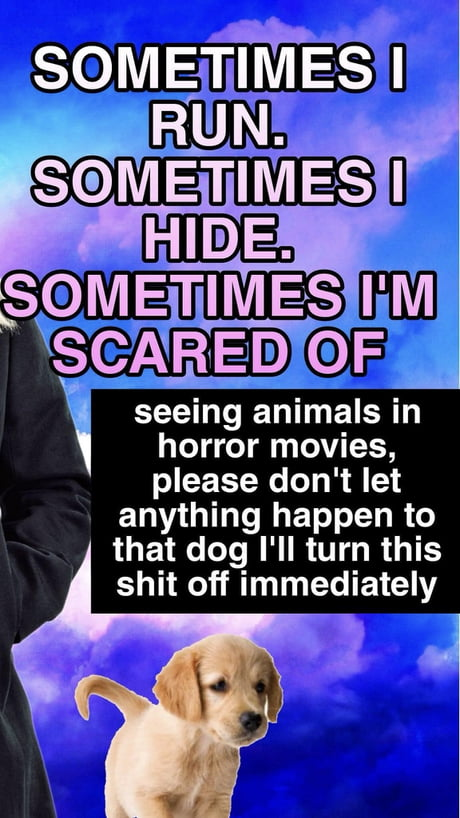 SOMETIMES I
RUN.
SOMETIMES I
HIDE.
SOMETIMES I'M
SCARED OF
seeing animals in
horror movies,
please don't let
anything happen to
that dog I'll turn this
shit off immediately